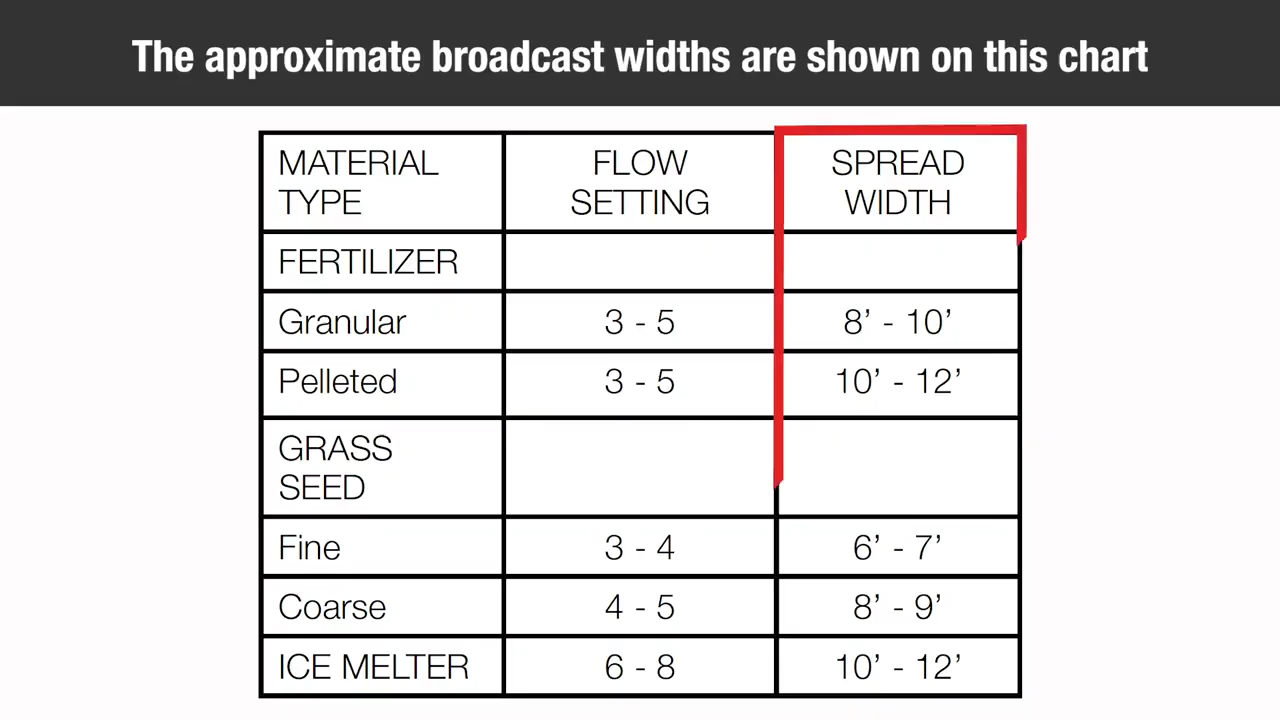 The approximate broadcast widths are shown on this chart
MATERIAL TYPE FLOW SETTING SPREAD WIDTH
FERTILIZER
Granular 3 - 5 8’ - 10’
Pelleted 3 - 5 10’ - 12’
GRASS SEED
Fine 3 - 4 6’ - 7’
Coarse 4 - 5 8’ - 9’
ICE MELTER 6 - 8 10’ - 12’